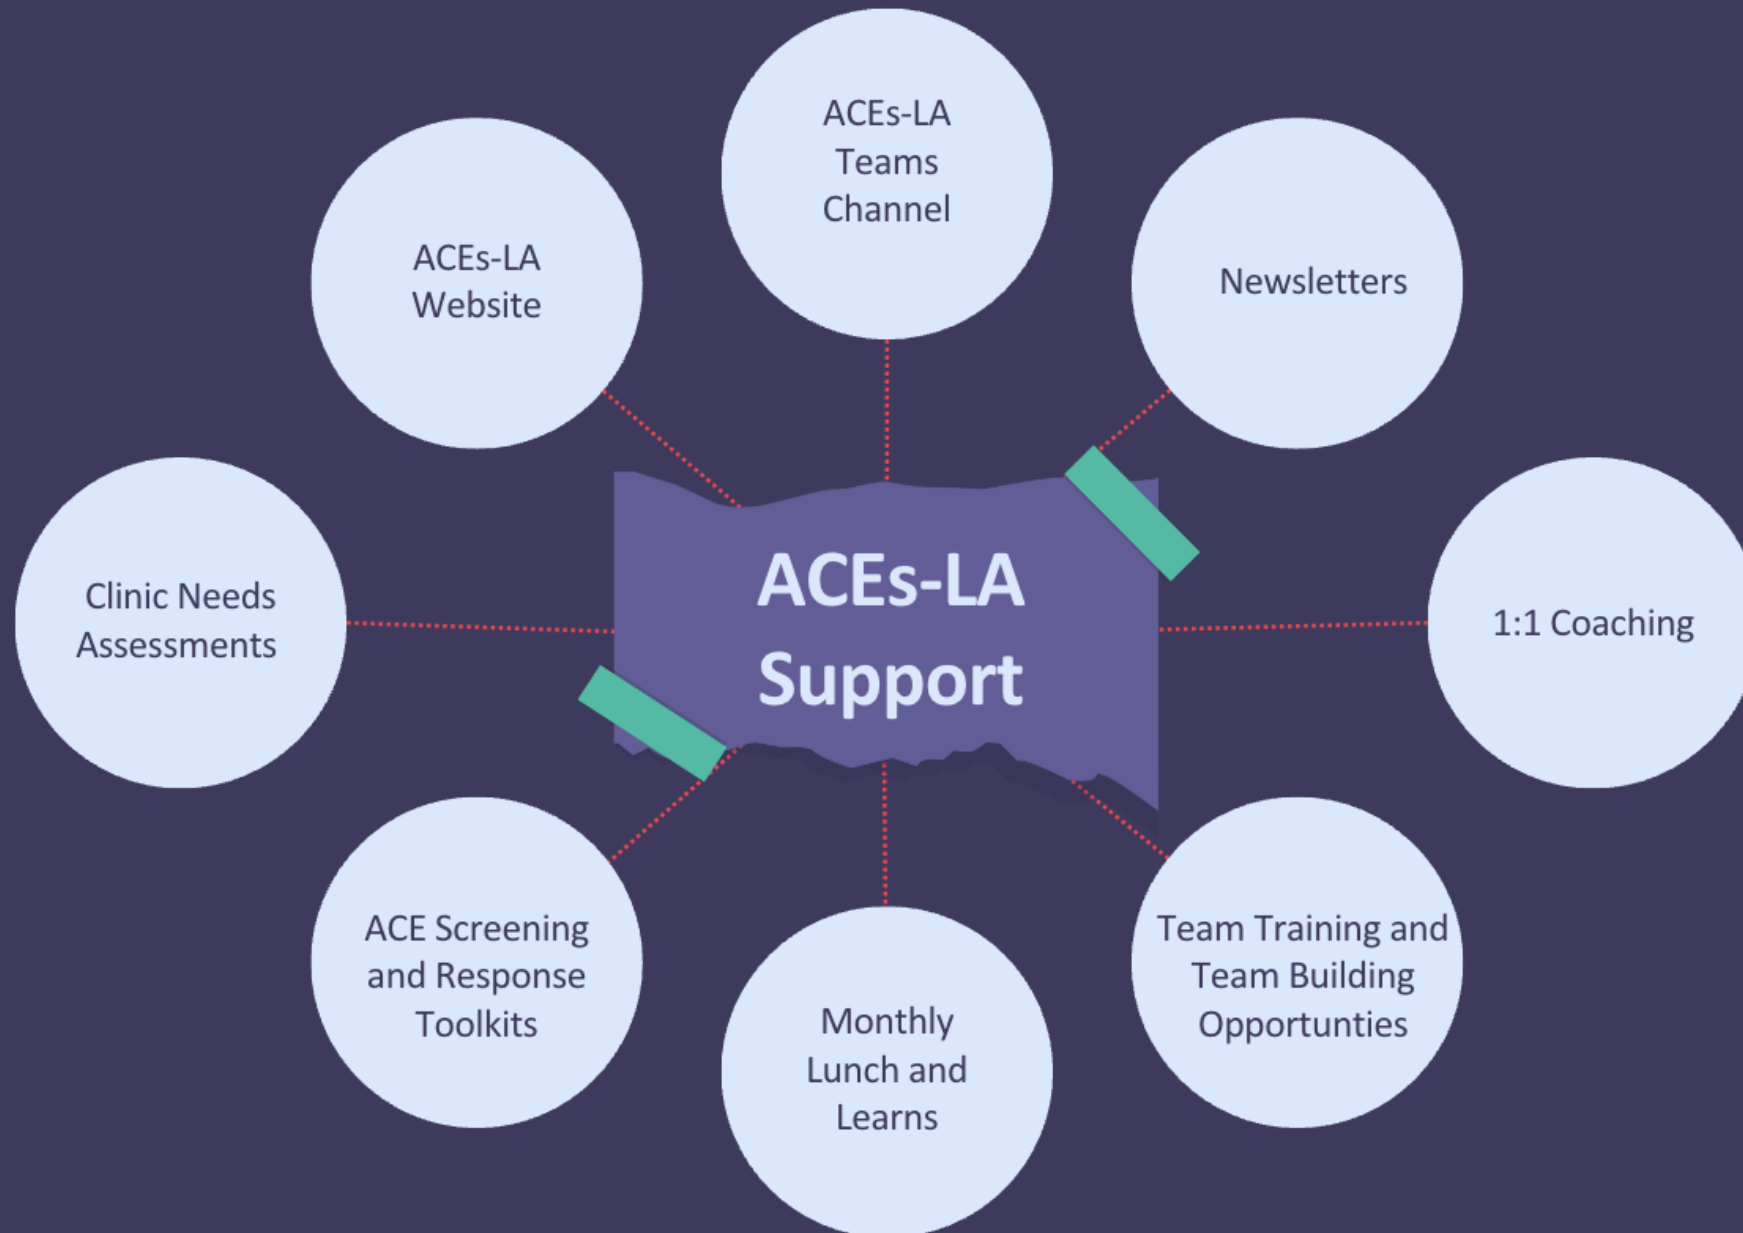 ACEs-LA
Teams
Channel
ACEs-LA
Website
Newsletters
ACEs-LA
Support
Clinic Needs
Assessments
1:1 Coaching
ACE Screening
and Response
Toolkits
Monthly
Lunch and
Learns
Team Training and
Team Building
Opportunties